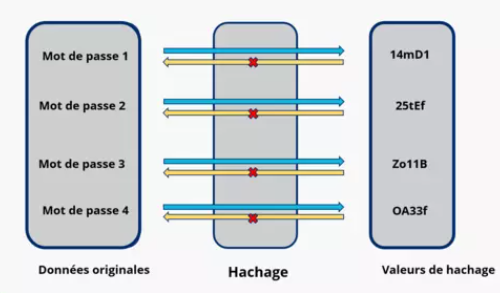 Mot de passe 1
14mD1
Mot de passe 2
25tEf
Mot de passe 3
Zo11B
Mot de passe 4
OA33f
Données originales
Hachage
Valeurs de hachage